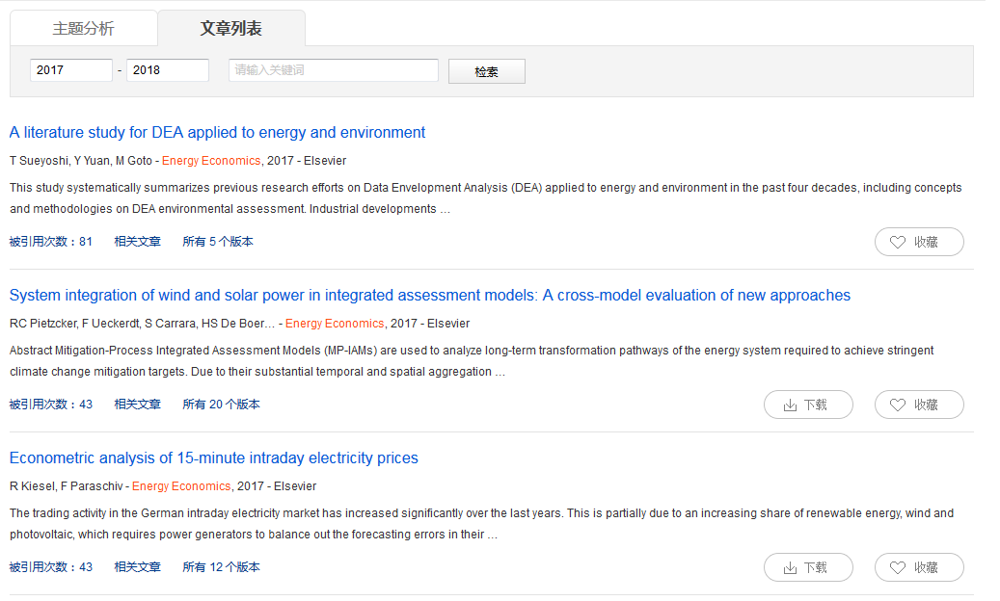 主题分析 文章列表
2017 - 2018 请输入关键词 检索
A literature study for DEA applied to energy and environment
T Sueyoshi, Y Yuan, M Goto - Energy Economics, 2017 - Elsevier
This study systematically summarizes previous research efforts on Data Envelopment Analysis (DEA) applied to energy and environment in the past four decades, including concepts
and methodologies on DEA environmental assessment. Industrial developments ...
被引用次数：81 相关文章 所有 5 个版本 收藏
System integration of wind and solar power in integrated assessment models: A cross-model evaluation of new approaches
RC Pietzcker, F Ueckerdt, S Carrara, HS De Boer... - Energy Economics, 2017 - Elsevier
Abstract Mitigation-Process Integrated Assessment Models (MP-IAMs) are used to analyze long-term transformation pathways of the energy system required to achieve stringent
climate change mitigation targets. Due to their substantial temporal and spatial aggregation ...
被引用次数：43 相关文章 所有 20 个版本 下载 收藏
Econometric analysis of 15-minute intraday electricity prices
R Kiesel, F Paraschiv - Energy Economics, 2017 - Elsevier
The trading activity in the German intraday electricity market has increased significantly over the last years. This is partially due to an increasing share of renewable energy, wind and
photovoltaic, which requires power generators to balance out the forecasting errors in their ...
被引用次数：43 相关文章 所有 12 个版本 下载 收藏